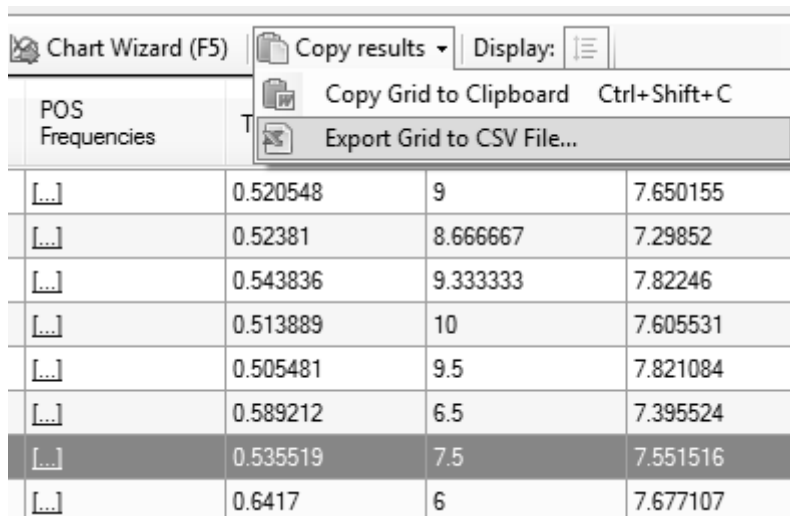 Chart Wizard (F5) Copy results Display:
Copy Grid to Clipboard Ctrl+Shift+C
POS
Frequencies
T
Export Grid to CSV File...
[...] 0.520548 9 7.650155
[...] 0.52381 8.666667 7.29852
[...] 0.543836 9.333333 7.82246
[...] 0.513889 10 7.605531
[...] 0.505481 9.5 7.821084
[...] 0.589212 6.5 7.395524
[...] 0.535519 7.5 7.551516
[...] 0.6417 6 7.677107